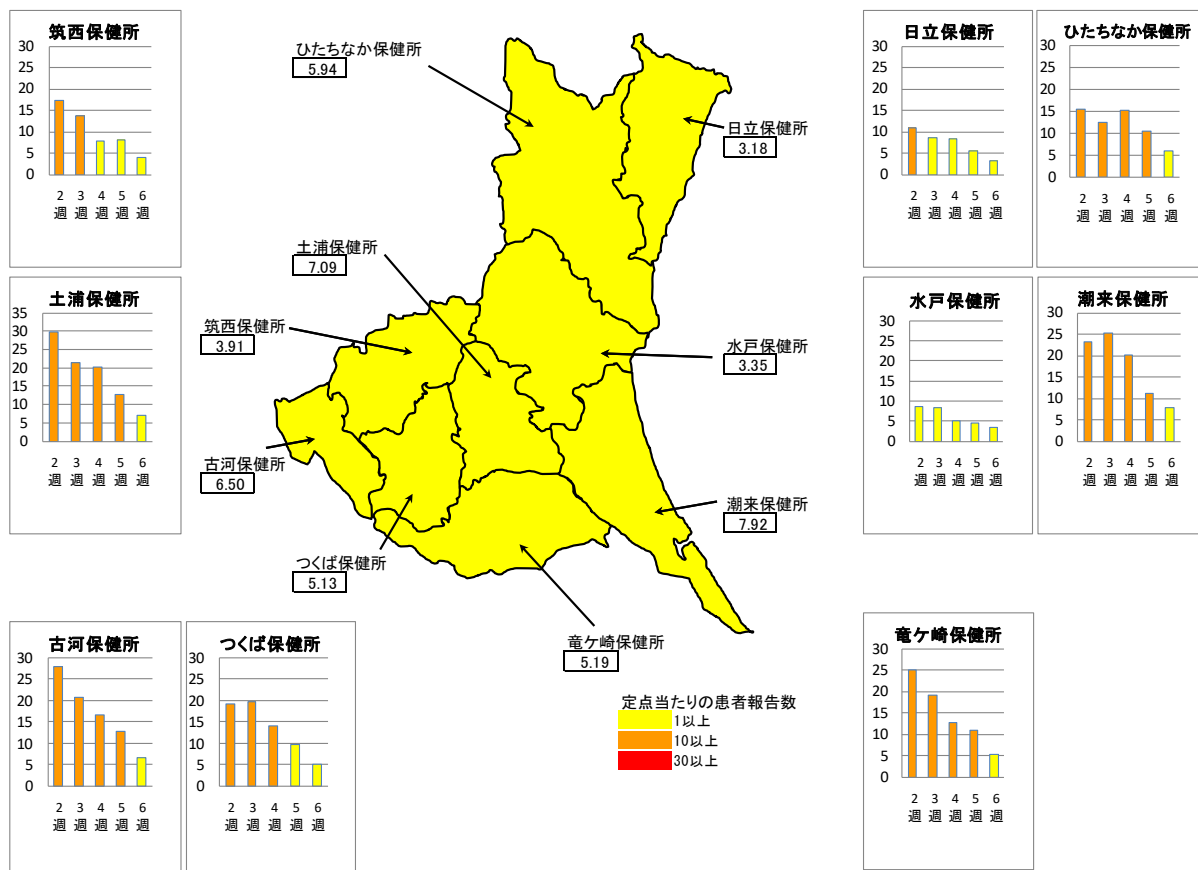 筑西保健所
30
25
20
15
10
5
0
2週
3週
4週
5週
6週
土浦保健所
35
30
25
20
15
10
5
0
2週
3週
4週
5週
6週
古河保健所
30
25
20
15
10
5
0
2週
3週
4週
5週
6週
つくば保健所
30
25
20
15
10
5
0
2週
3週
4週
5週
6週
ひたちなか保健所
5.94
日立保健所
3.18
土浦保健所
7.09
筑西保健所
3.91
水戸保健所
3.35
古河保健所
6.50
潮来保健所
7.92
つくば保健所
5.13
竜ケ崎保健所
5.19
定点当たりの患者報告数
1以上
10以上
30以上
日立保健所
30
25
20
15
10
5
0
2週
3週
4週
5週
6週
ひたちなか保健所
30
25
20
15
10
5
0
2週
3週
4週
5週
6週
水戸保健所
30
25
20
15
10
5
0
2週
3週
4週
5週
6週
潮来保健所
30
25
20
15
10
5
0
2週
3週
4週
5週
6週
竜ケ崎保健所
30
25
20
15
10
5
0
2週
3週
4週
5週
6週